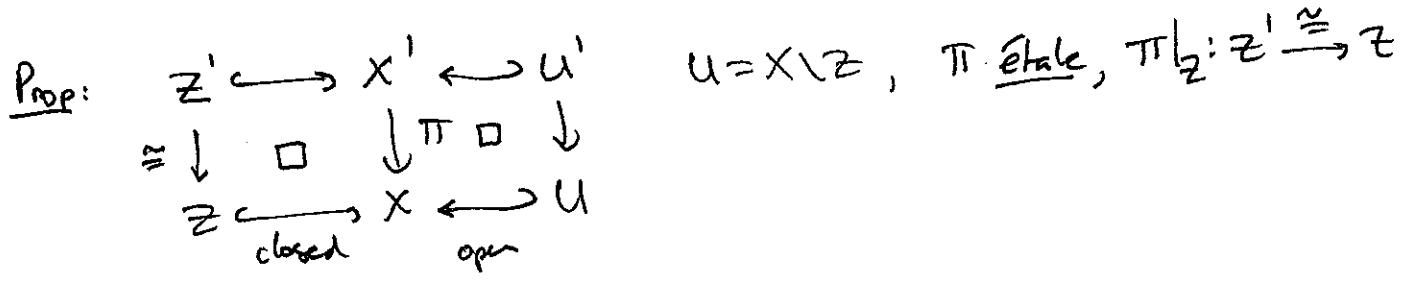 Prop: Z' ↪ X' ↩ U' U = X \ Z, π étale, π|_Z: Z' ≅→ Z
≅ ↓ □ ↓ π □ ↓
Z ↪ X ↩ U
closed open